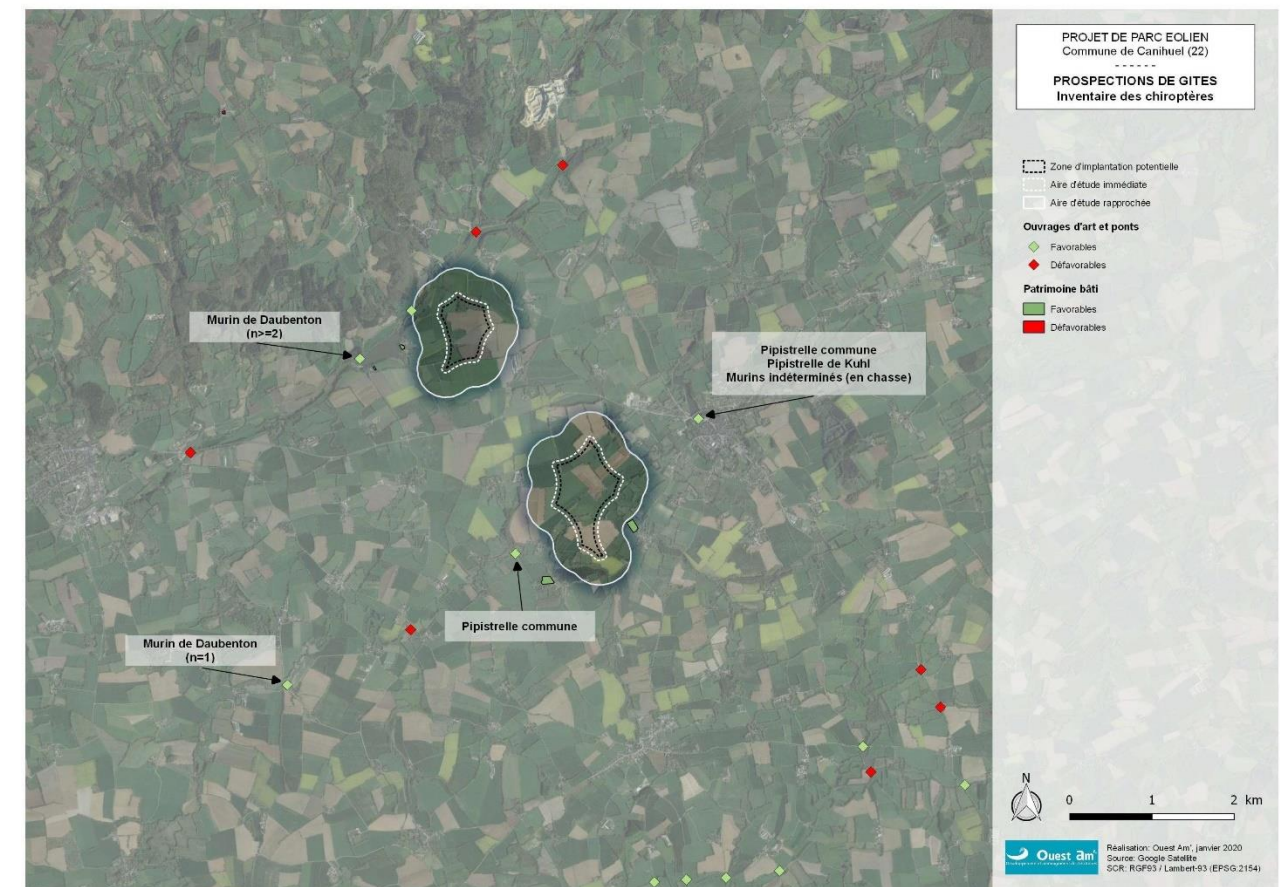 PROJET DE PARC EOLIEN
Commune de Canihuel (22)
- - - - - -
PROSPECTIONS DE GITES
Inventaire des chiroptères
Zone d'implantation potentielle
Aire d'étude immédiate
Aire d'étude rapprochée
Ouvrages d'art et ponts
Favorables
Défavorables
Patrimoine bâti
Favorables
Défavorables
Murin de Daubenton
(n>=2)
Pipistrelle commune
Pipistrelle de Kuhl
Murins indéterminés (en chasse)
Pipistrelle commune
Murin de Daubenton
(n=1)
N
0 1 2 km
Ouest am'
Réalisation: Ouest Am', janvier 2020
Source: Google Satellite
SCR: RGF93 / Lambert-93 (EPSG:2154)